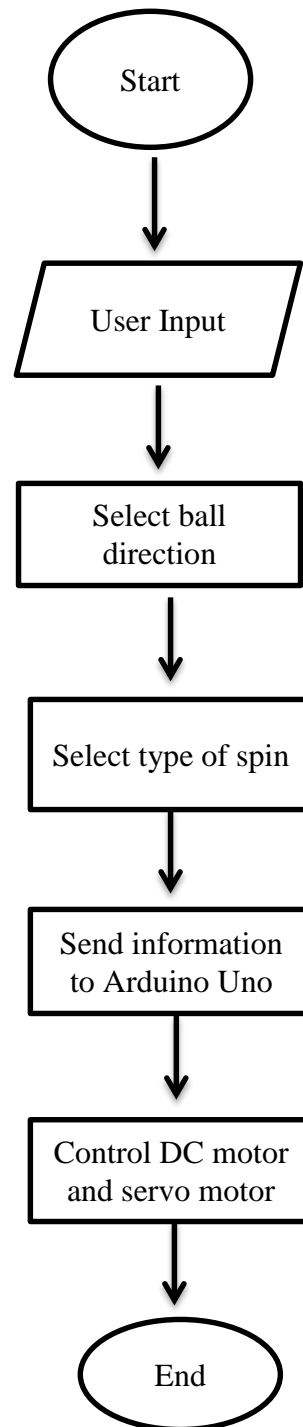 Start
User Input
Select ball
direction
Select type of spin
Send information
to Arduino Uno
Control DC motor
and servo motor
End